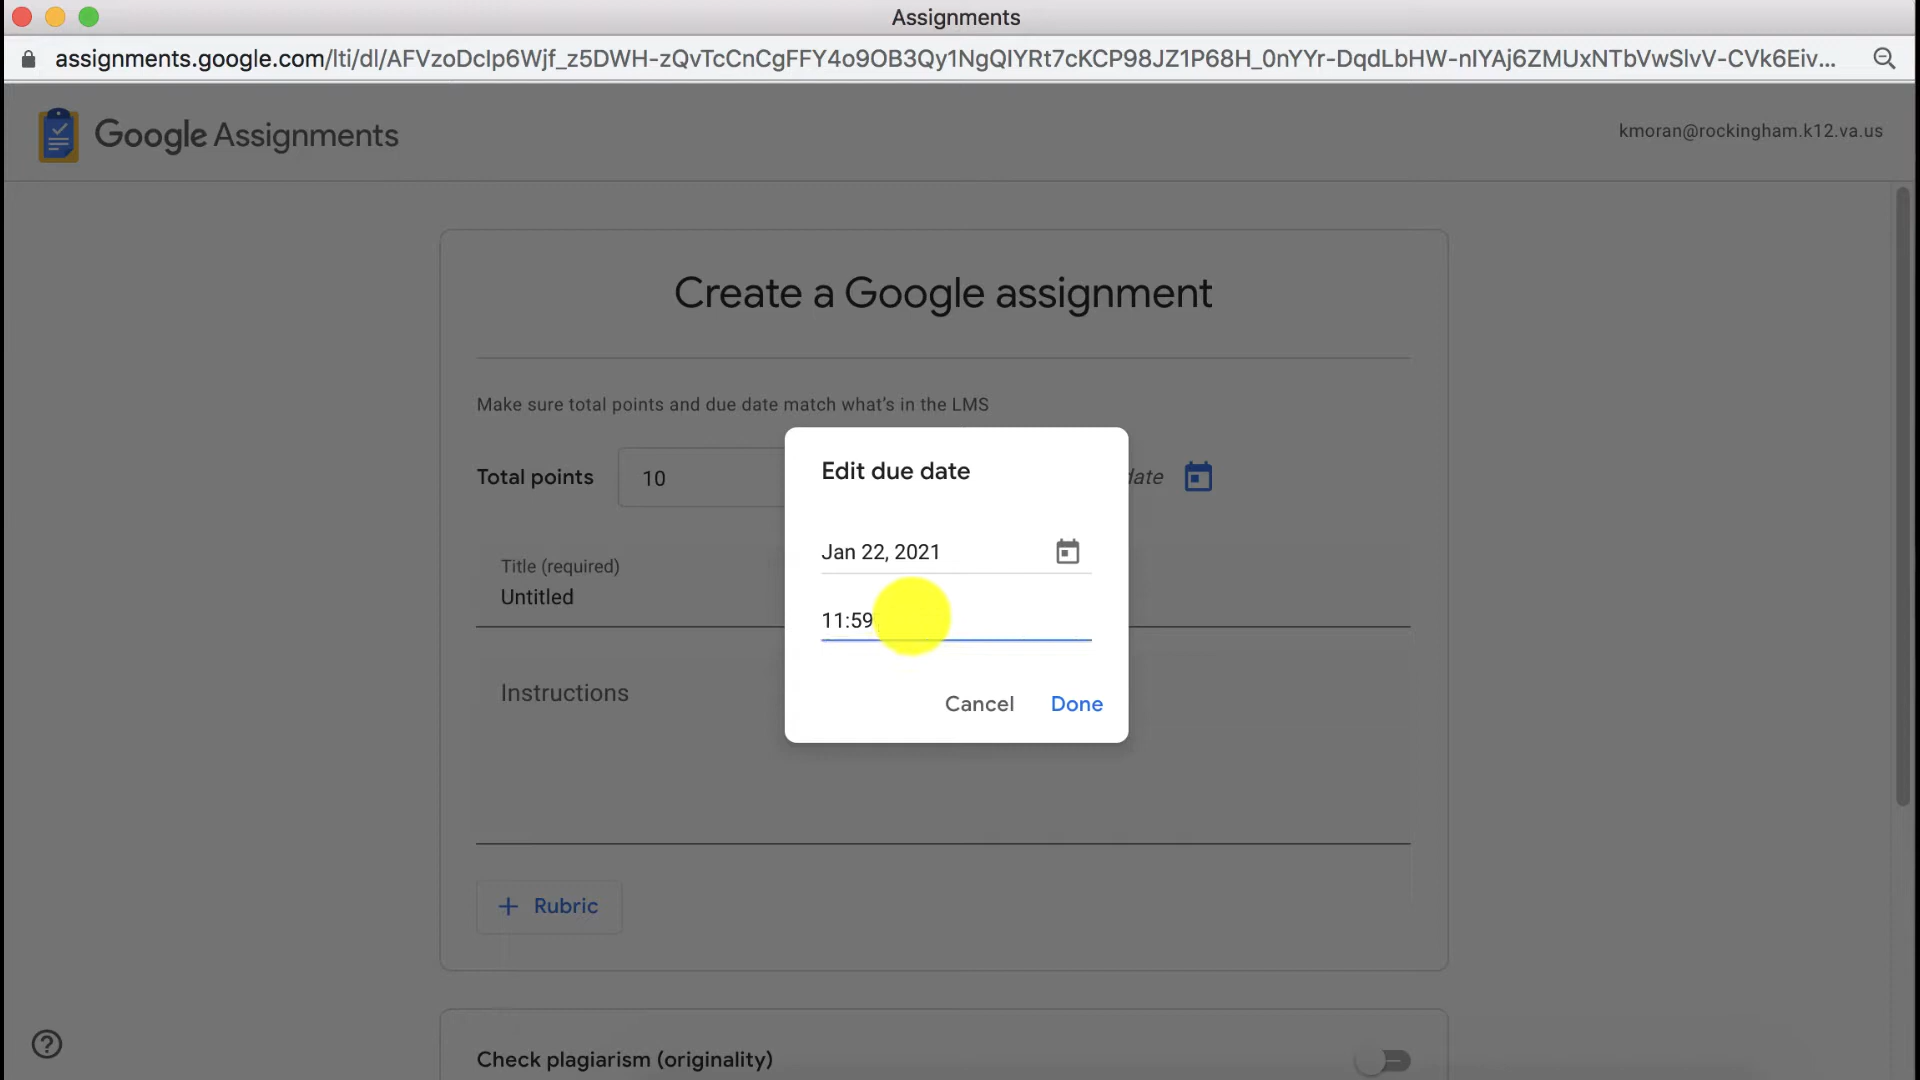 Assignments
assignments.google.com/lti/dl/AFVzoDcIp6Wjf_z5DWH-zQvTcCnCgFFY4o9OB3Qy1NgQIYRt7cKCP98JZ1P68H_0nYYr-DqdLbHW-nIYAj6ZMUxNTbVwSlvV-CVk6Eiv...
Google Assignments
kmoran@rockingham.k12.va.us
Create a Google assignment
Make sure total points and due date match what's in the LMS
Total points 10 date
Edit due date
Jan 22, 2021
11:59
Cancel Done
Title (required)
Untitled
Instructions
+ Rubric
Check plagiarism (originality)